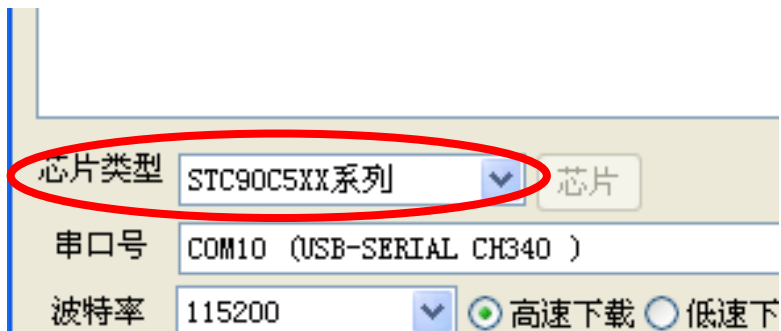 芯片类型 STC90C5XX系列 芯片
串口号 COM10 (USB-SERIAL CH340 )
波特率 115200 高速下载 低速下